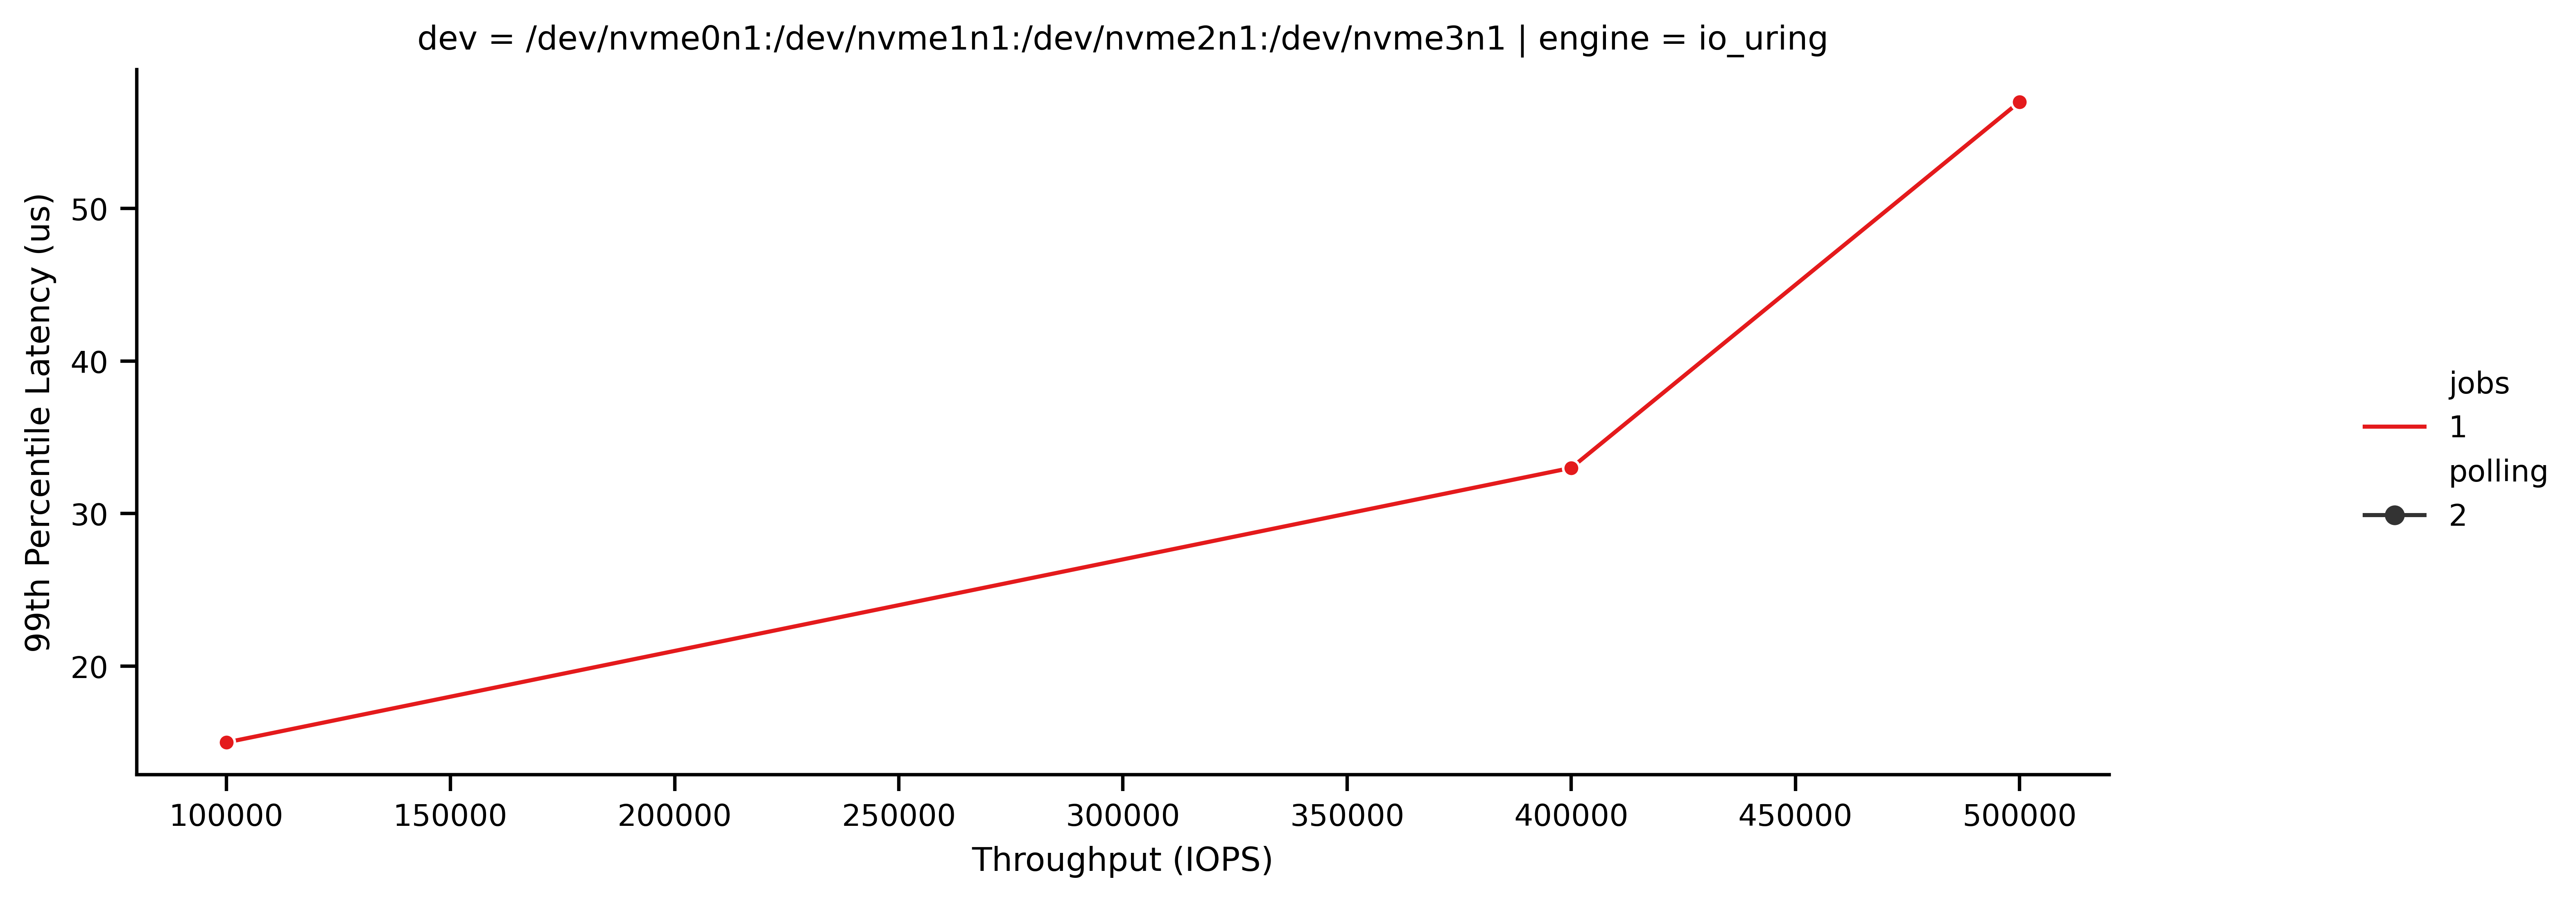 dev = /dev/nvme0n1:/dev/nvme1n1:/dev/nvme2n1:/dev/nvme3n1 | engine = io_uring
99th Percentile Latency (us)
50
40
30
20
100000 150000 200000 250000 300000 350000 400000 450000 500000
Throughput (IOPS)
jobs
1
polling
2